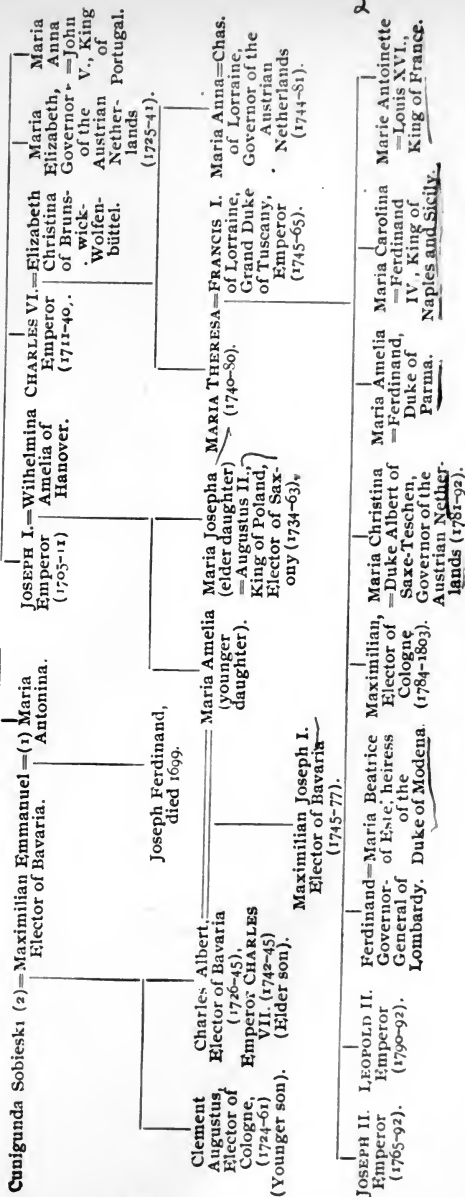 Cunigunda Sobieski (2)=Maximilian Emmanuel=(1) Maria
Elector of Bavaria. Antonina.
JOSEPH I.=Wilhelmina
Emperor Amelia of
(1705-11) Hanover.
CHARLES VI.=Elizabeth
Emperor Christina
(1711-40). of Bruns-
wick-
Wolfen-
büttel.
Maria
Elizabeth,
Governor
of the
Austrian
Nether-
lands
(1725-41).
Maria
Anna
=John
V., King
of
Portugal.
Joseph Ferdinand,
died 1699.
Clement
Augustus,
Elector of
Cologne,
(1724-61)
(Younger son).
Charles Albert,
Elector of Bavaria
(1726-45),
Emperor CHARLES
VII. (1742-45)
(Elder son).
Maria Amelia
(younger
daughter).
Maria Josepha
(elder daughter)
=Augustus II.,
King of Poland,
Elector of Sax-
ony (1734-63).
MARIA THERESA=FRANCIS I.
(1740-80). of Lorraine,
Grand Duke
of Tuscany,
Emperor
(1745-65).
Maria Anna=Chas.
of Lorraine,
Governor of the
Austrian
Netherlands
(1744-81).
Maximilian Joseph I.
Elector of Bavaria
(1745-77).
JOSEPH II.
Emperor
(1765-92).
LEOPOLD II.
Emperor
(1790-92).
Ferdinand=Maria Beatrice
Governor- of Este, heiress
General of of the
Lombardy. Duke of Modena.
Maximilian,
Elector of
Cologne
(1784-1803).
Maria Christina
=Duke Albert of
Saxe-Teschen,
Governor of the
Austrian Nether-
lands (1781-92).
Maria Amelia
=Ferdinand,
Duke of
Parma.
Maria Carolina
=Ferdinand
IV., King of
Naples and Sicily.
Marie Antoinette
=Louis XVI.,
King of France.